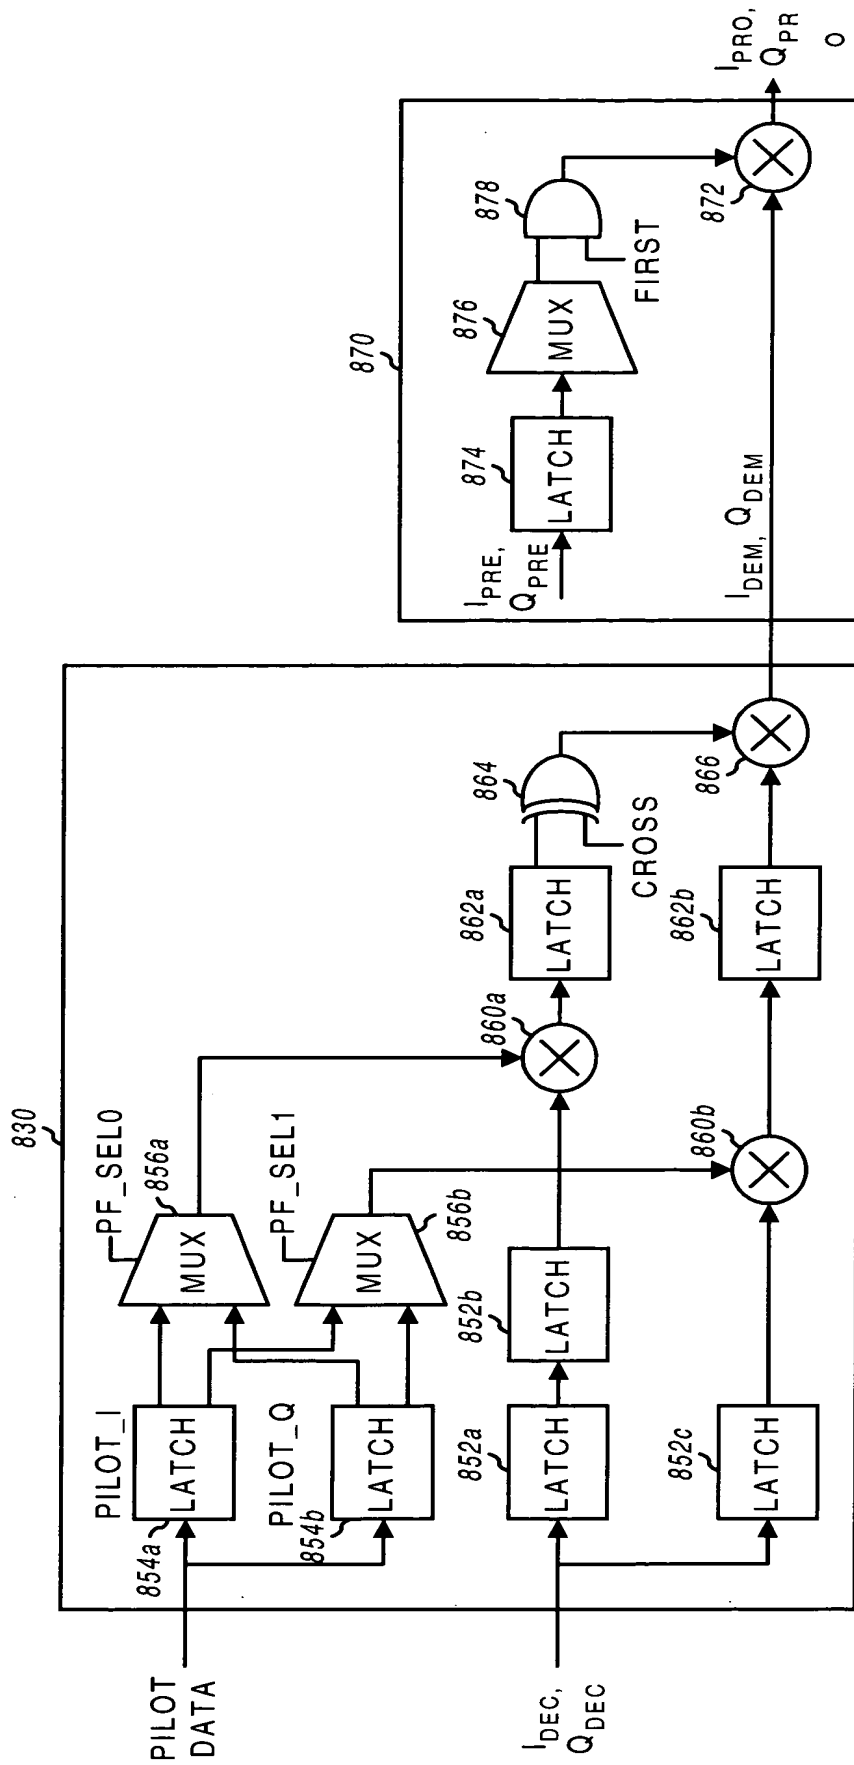 830
870
PILOT
DATA
854a
PILOT_I
LATCH
PILOT_Q
854b
LATCH
PF_SEL0
856a
MUX
PF_SEL1
856b
MUX
I_DEC,
Q_DEC
852a
LATCH
852b
LATCH
852c
LATCH
860a
860b
862a
LATCH
862b
LATCH
864
CROSS
866
I_DEM, Q_DEM
I_PRE,
Q_PRE
874
LATCH
876
MUX
878
FIRST
872
I_PRO,
Q_PR
O